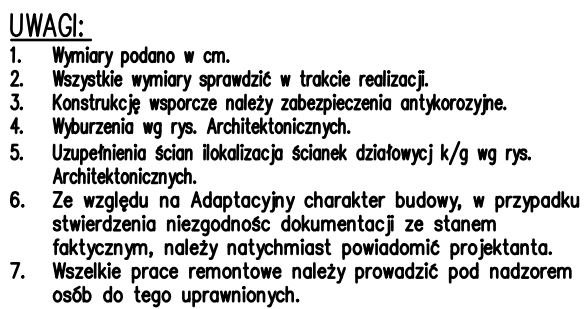 UWAGI:
1. Wymiary podano w cm.
2. Wszystkie wymiary sprawdzić w trakcie realizacji.
3. Konstrukcję wsporcze należy zabezpieczenia antykorozyjne.
4. Wyburzenia wg rys. Architektonicznych.
5. Uzupełnienia ścian ilokalizacja ścianek działowycj k/g wg rys.
Architektonicznych.
6. Ze względu na Adaptacyjny charakter budowy, w przypadku
stwierdzenia niezgodnośc dokumentacji ze stanem
faktycznym, należy natychmiast powiadomić projektanta.
7. Wszelkie prace remontowe należy prowadzić pod nadzorem
osób do tego uprawnionych.